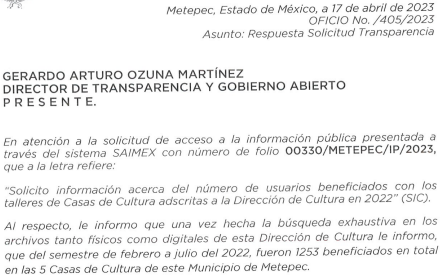 Metepec, Estado de México, a 17 de abril de 2023
OFICIO No. /405/2023
Asunto: Respuesta Solicitud Transparencia
GERARDO ARTURO OZUNA MARTÍNEZ
DIRECTOR DE TRANSPARENCIA Y GOBIERNO ABIERTO
P R E S E N T E.
En atención a la solicitud de acceso a la información pública presentada a
través del sistema SAIMEX con número de folio 00330/METEPEC/IP/2023,
que a la letra refiere:
"Solicito información acerca del número de usuarios beneficiados con los
talleres de Casas de Cultura adscritas a la Dirección de Cultura en 2022" (SIC).
Al respecto, le informo que una vez hecha la búsqueda exhaustiva en los
archivos tanto físicos como digitales de esta Dirección de Cultura le informo,
que del semestre de febrero a julio del 2022, fueron 1253 beneficiados en total
en las 5 Casas de Cultura de este Municipio de Metepec.